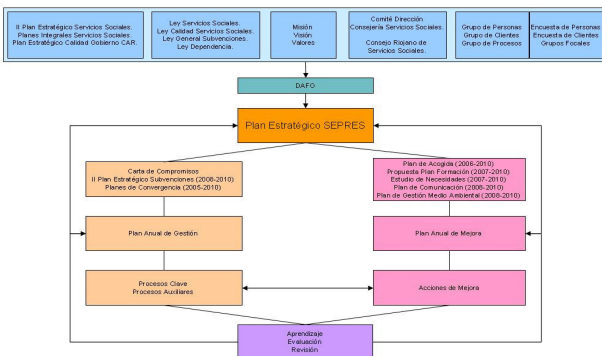 II Plan Estratégico Servicios Sociales.
Planes Integrales Servicios Sociales.
Plan Estratégico Calidad Gobierno CAR.
Ley Servicios Sociales.
Ley Calidad Servicios Sociales.
Ley General Subvenciones.
Ley Dependencia.
Misión
Visión
Valores
Comité Dirección
Consejería Servicios Sociales.
Consejo Riojano de
Servicios Sociales.
Grupo de Personas
Grupo de Clientes
Grupo de Procesos
Encuesta de Personas
Encuesta de Clientes
Grupos Focales
DAFO
Plan Estratégico SEPRES
Carta de Compromisos
II Plan Estratégico Subvenciones (2008-2010)
Planes de Convergencia (2005-2010)
Plan de Acogida (2006-2010)
Propuesta Plan Formación (2007-2010)
Estudio de Necesidades (2007-2010)
Plan de Comunicación (2008-2010)
Plan de Gestión Medio Ambiental (2008-2010)
Plan Anual de Gestión
Plan Anual de Mejora
Procesos Clave
Procesos Auxiliares
Acciones de Mejora
Aprendizaje
Evaluación
Revisión